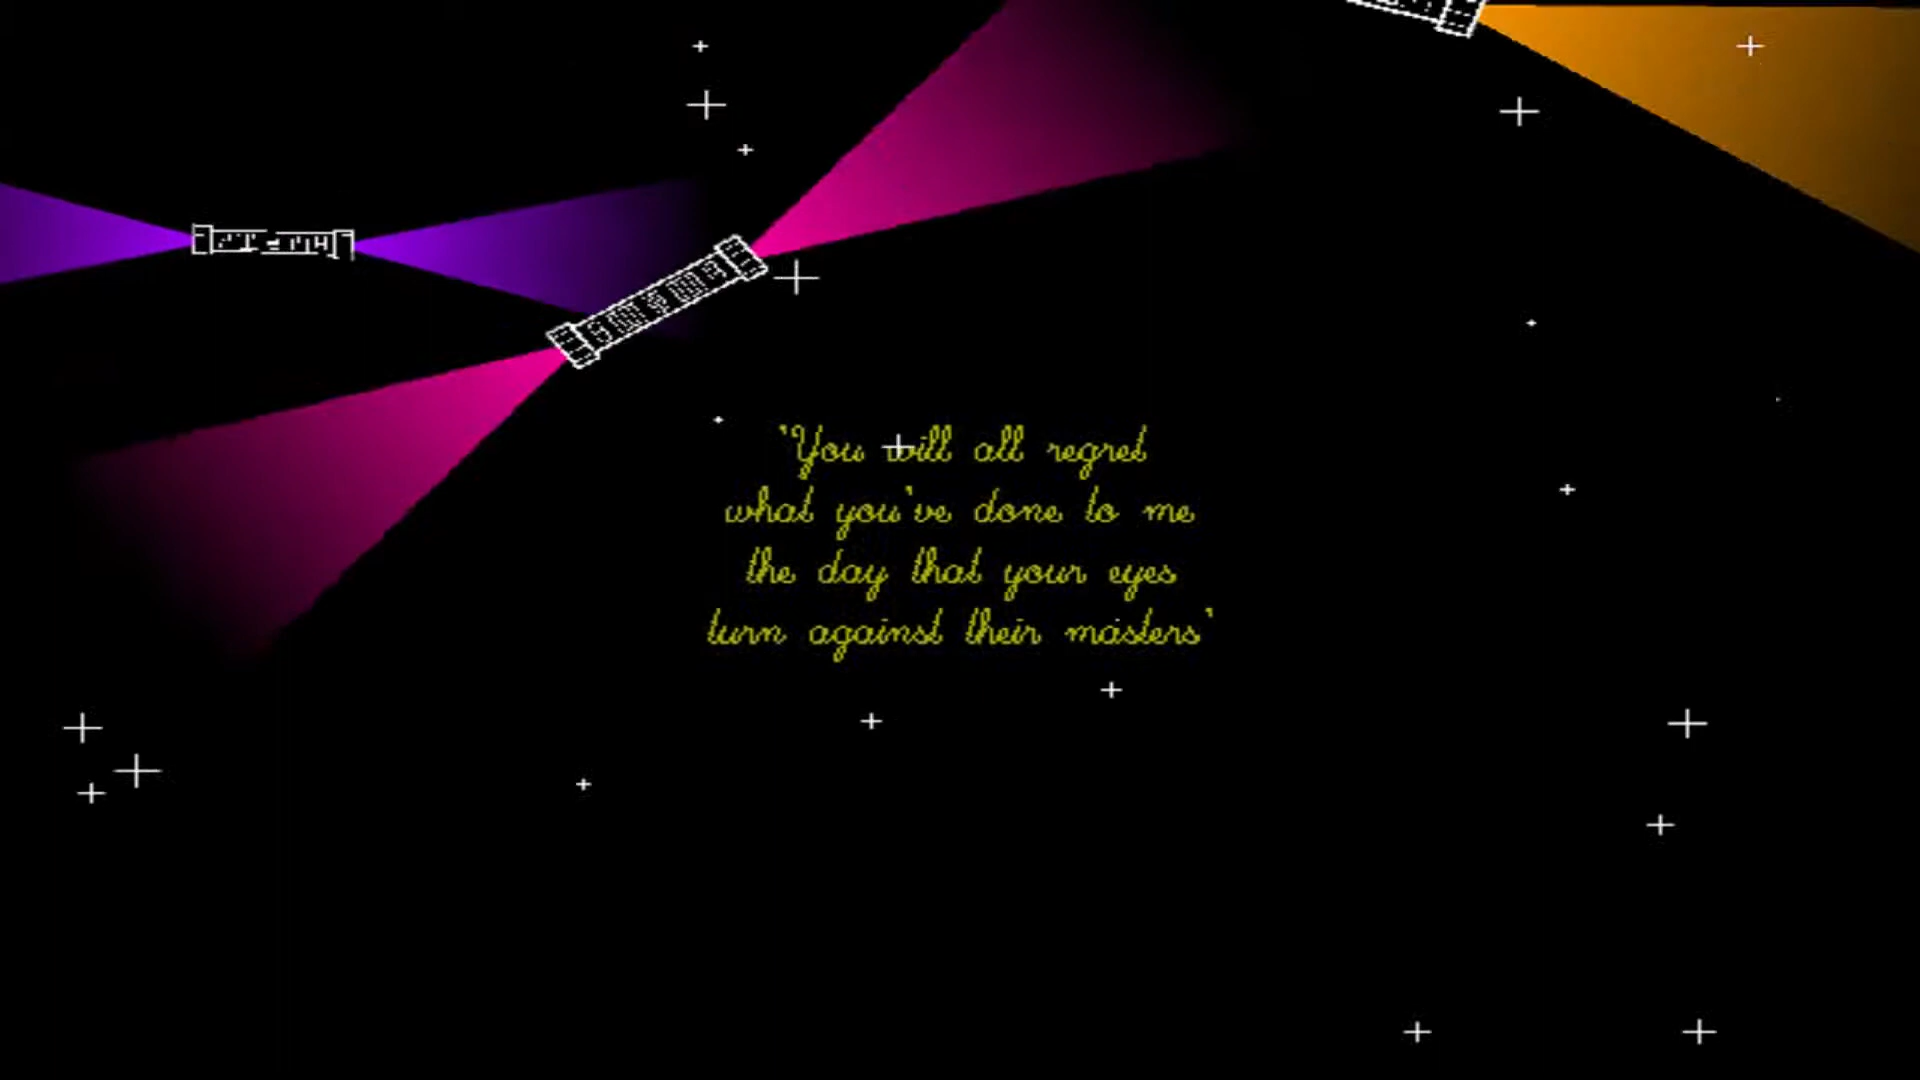 'You will all regret
what you've done to me
the day that your eyes
turn against their masters'